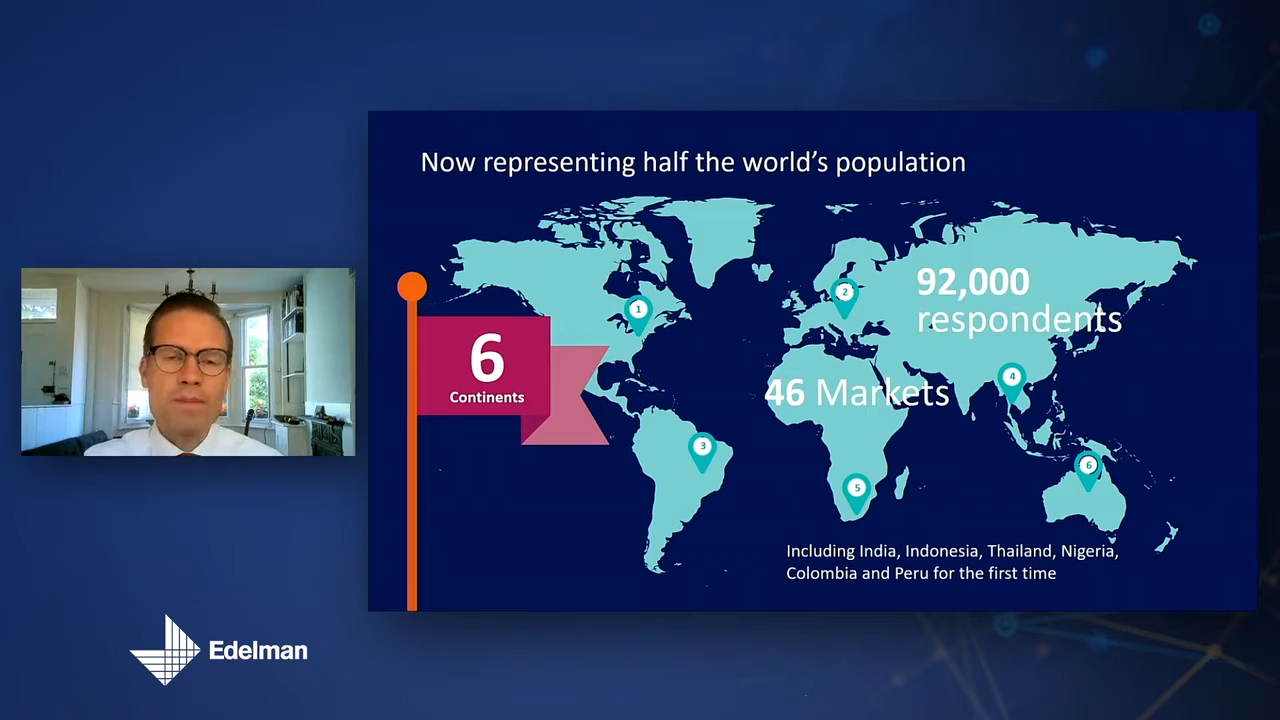 Now representing half the world's population
92,000
respondents
1
2
6
Continents
46 Markets
4
3
6
5
Including India, Indonesia, Thailand, Nigeria,
Colombia and Peru for the first time
Edelman